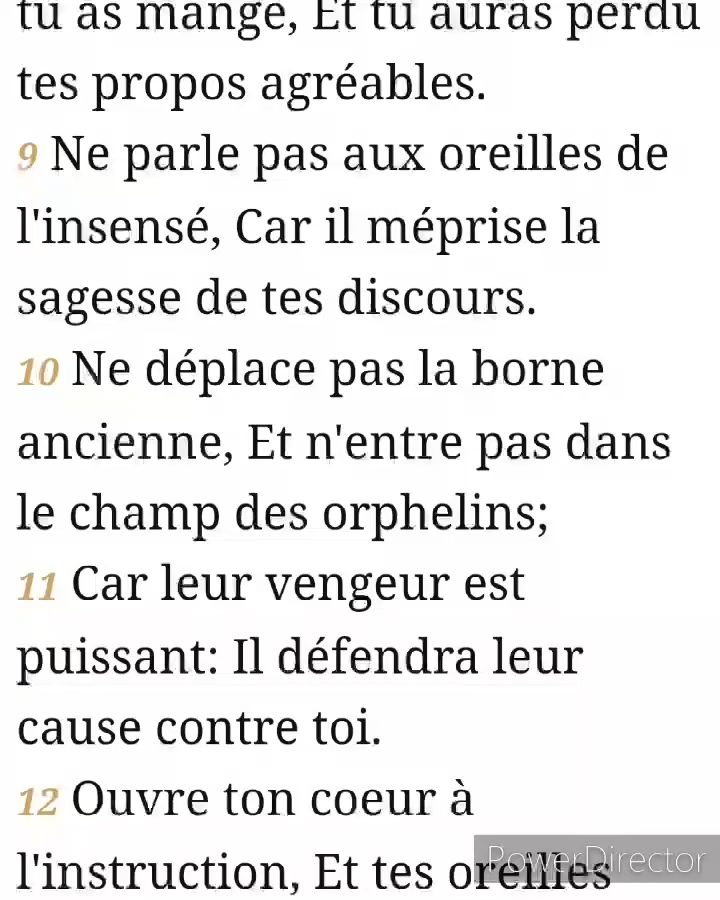 tu as mangé, Et tu auras perdu
tes propos agréables.
9 Ne parle pas aux oreilles de
l'insensé, Car il méprise la
sagesse de tes discours.
10 Ne déplace pas la borne
ancienne, Et n'entre pas dans
le champ des orphelins;
11 Car leur vengeur est
puissant: Il défendra leur
cause contre toi.
12 Ouvre ton coeur à
l'instruction, Et tes oreilles
PowerDirector